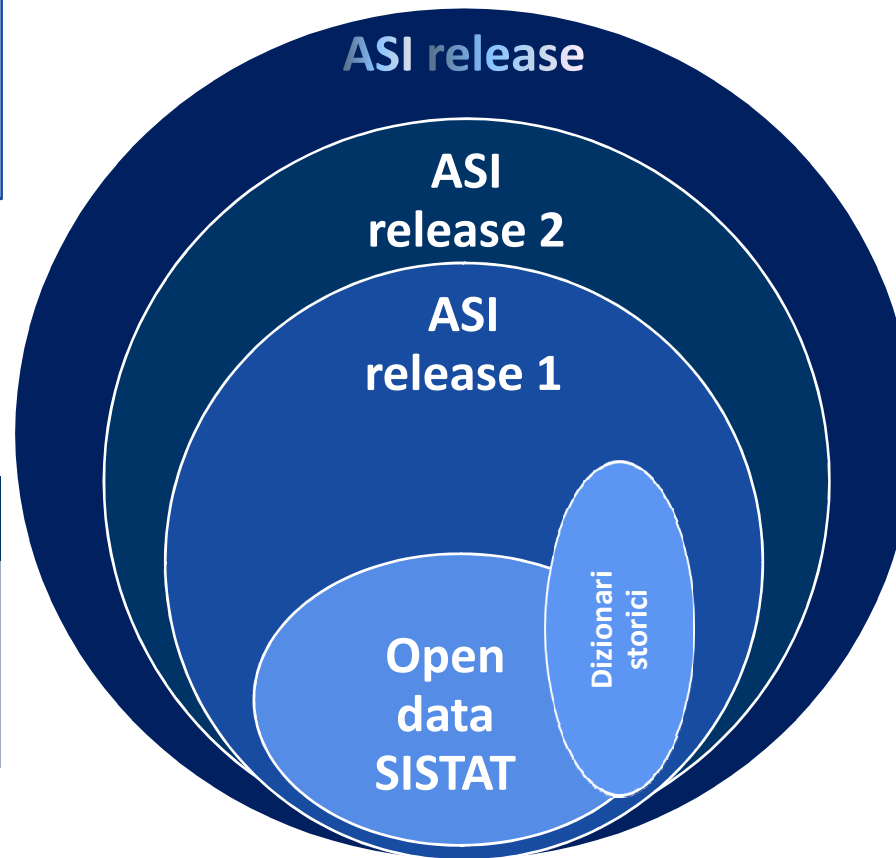 ASI release
ASI
release 2
ASI
release 1
Dizionari
storici
Open
data
SISTAT